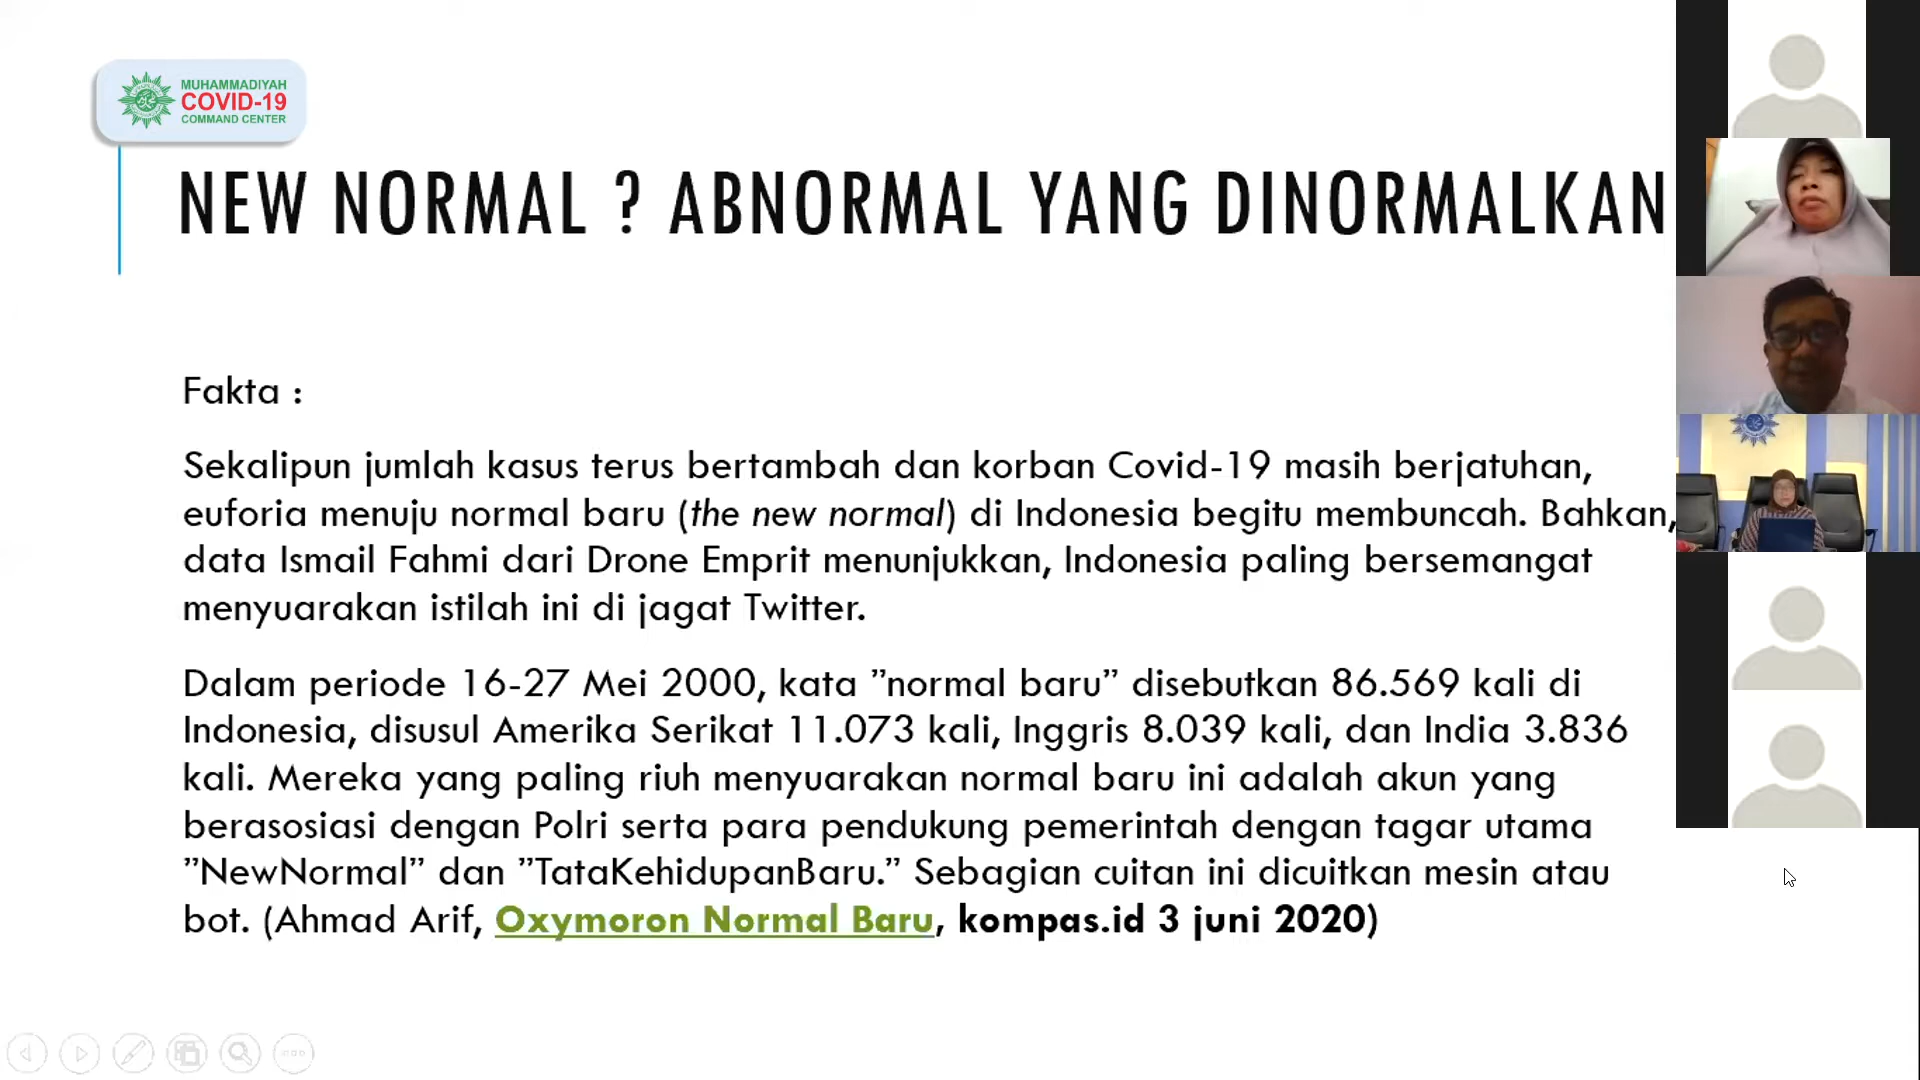 MUHAMMADIYAH
COVID-19
COMMAND CENTER
NEW NORMAL ? ABNORMAL YANG DINORMALKAN
Fakta :
Sekalipun jumlah kasus terus bertambah dan korban Covid-19 masih berjatuhan,
euforia menuju normal baru (the new normal) di Indonesia begitu membuncah. Bahkan,
data Ismail Fahmi dari Drone Emprit menunjukkan, Indonesia paling bersemangat
menyuarakan istilah ini di jagat Twitter.
Dalam periode 16-27 Mei 2000, kata ”normal baru” disebutkan 86.569 kali di
Indonesia, disusul Amerika Serikat 11.073 kali, Inggris 8.039 kali, dan India 3.836
kali. Mereka yang paling riuh menyuarakan normal baru ini adalah akun yang
berasosiasi dengan Polri serta para pendukung pemerintah dengan tagar utama
”NewNormal” dan ”TataKehidupanBaru.” Sebagian cuitan ini dicuitkan mesin atau
bot. (Ahmad Arif, Oxymoron Normal Baru, kompas.id 3 juni 2020)